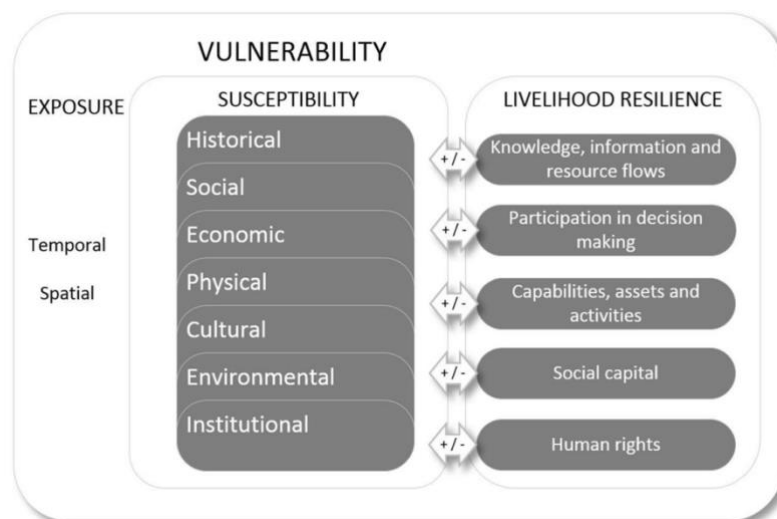 VULNERABILITY
EXPOSURE
Temporal
Spatial
SUSCEPTIBILITY
Historical
Social
Economic
Physical
Cultural
Environmental
Institutional
+ / -
+ / -
+ / -
+ / -
+ / -
LIVELIHOOD RESILIENCE
Knowledge, information and
resource flows
Participation in decision
making
Capabilities, assets and
activities
Social capital
Human rights